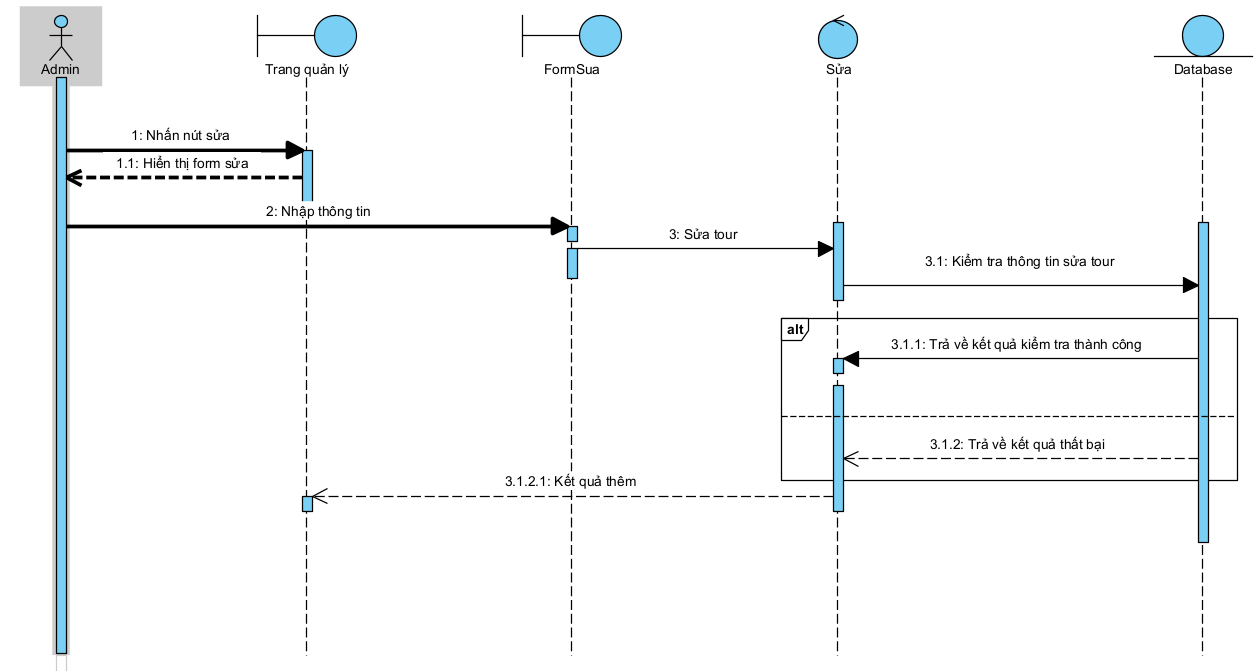 Admin
Trang quản lý
FormSua
Sửa
Database
1: Nhấn nút sửa
1.1: Hiển thị form sửa
2: Nhập thông tin
3: Sửa tour
3.1: Kiểm tra thông tin sửa tour
alt
3.1.1: Trả về kết quả kiểm tra thành công
3.1.2: Trả về kết quả thất bại
3.1.2.1: Kết quả thêm